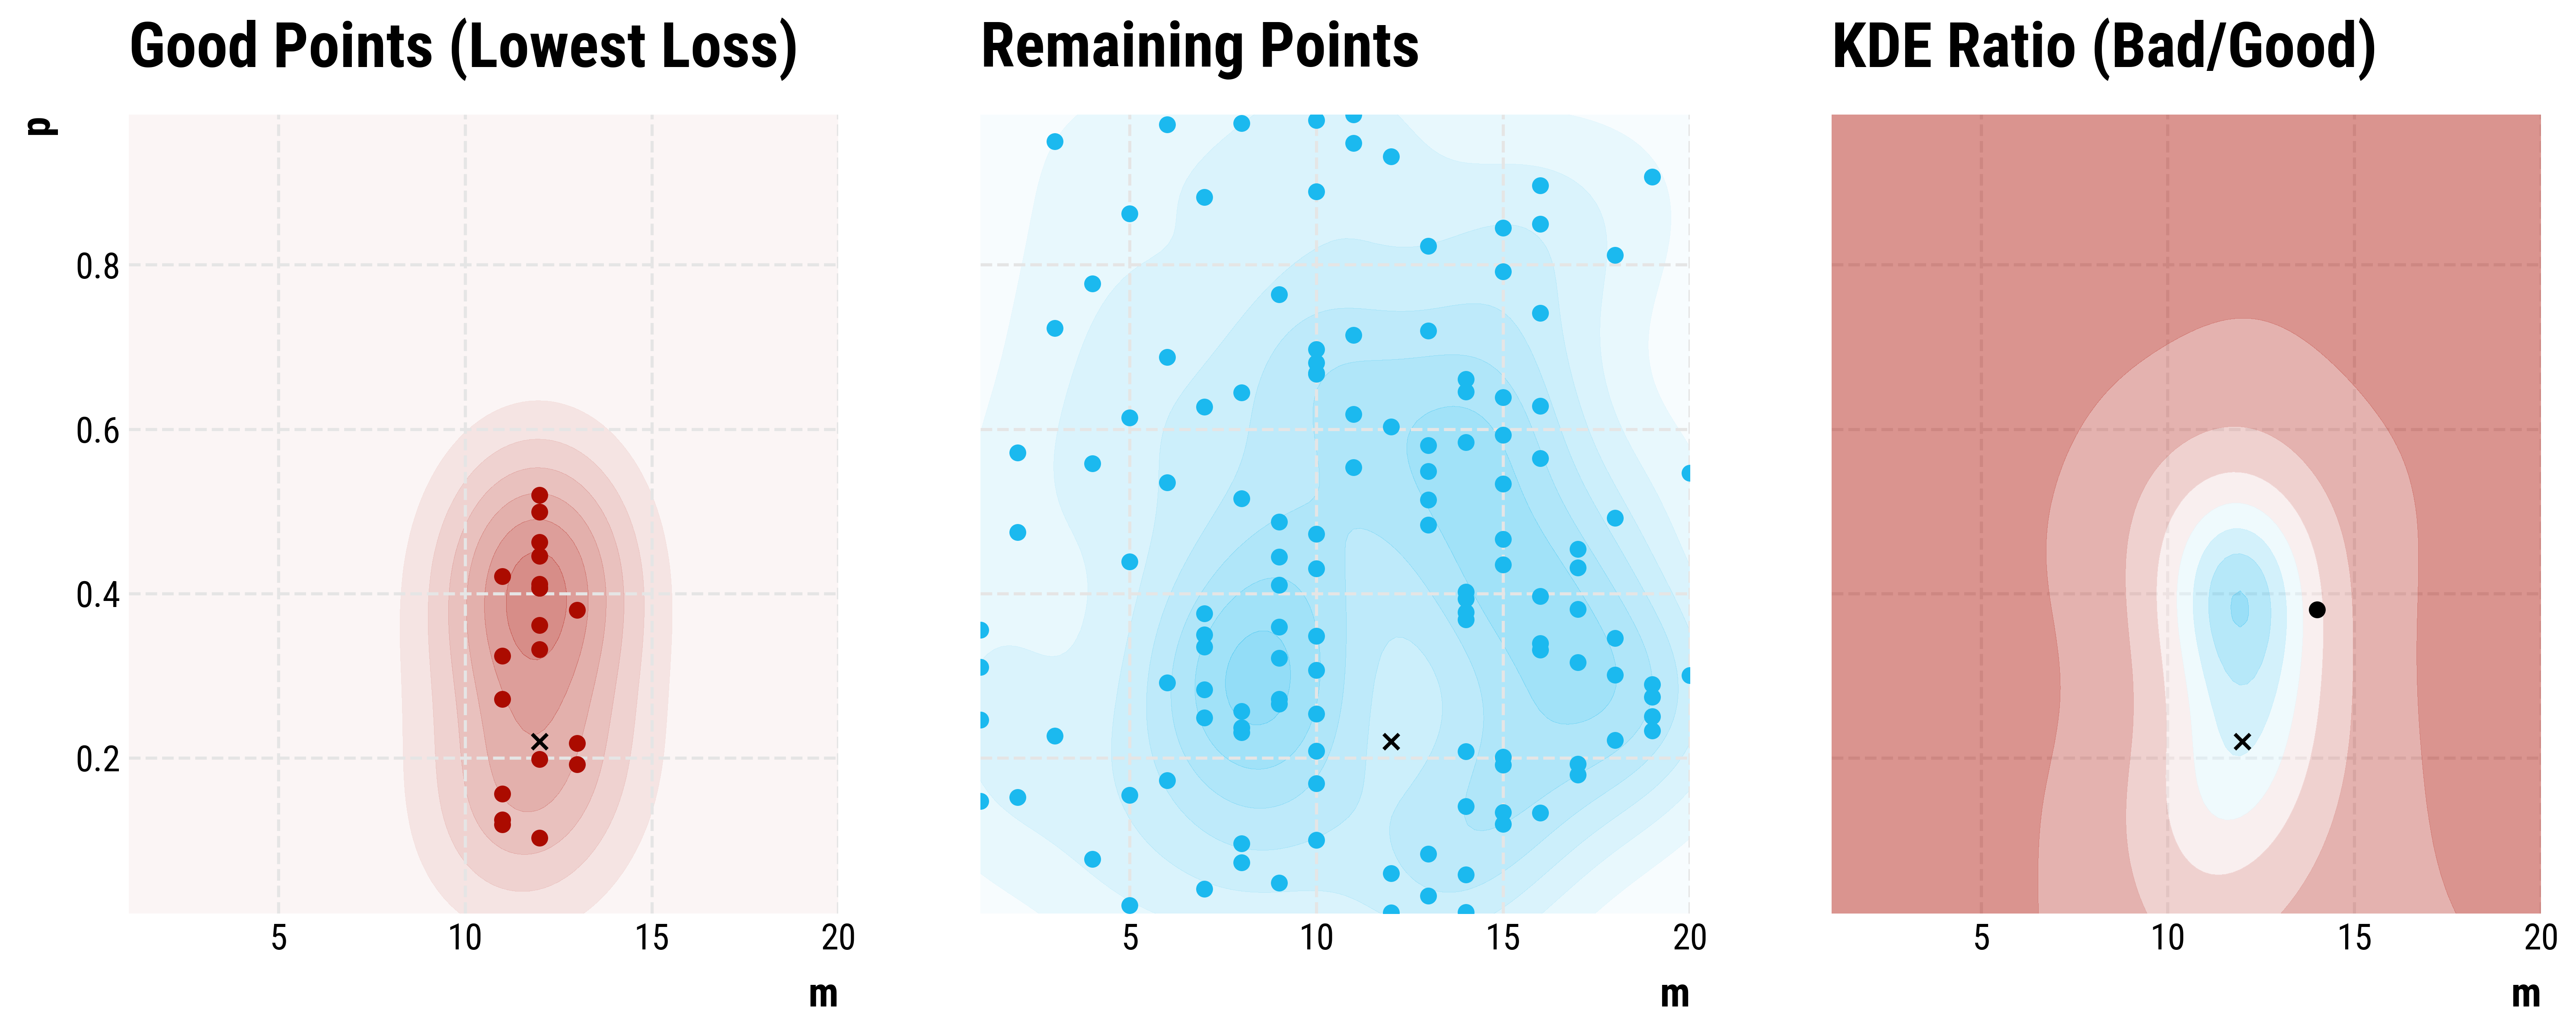 Good Points (Lowest Loss)
Remaining Points
KDE Ratio (Bad/Good)
p
0.8
0.6
0.4
0.2
5 10 15 20
5 10 15 20
5 10 15 20
m
m
m